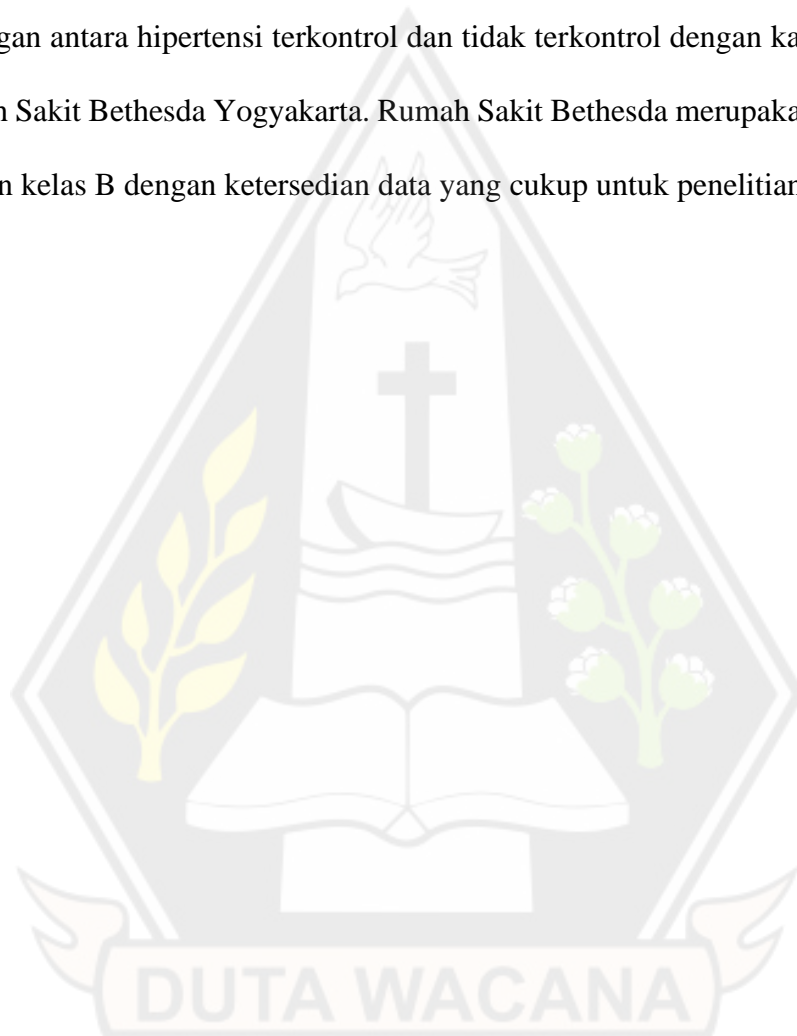 gan antara hipertensi terkontrol dan tidak terkontrol dengan ka
Sakit Bethesda Yogyakarta. Rumah Sakit Bethesda merupaka
n kelas B dengan ketersedian data yang cukup untuk penelitian
DUTA WACANA